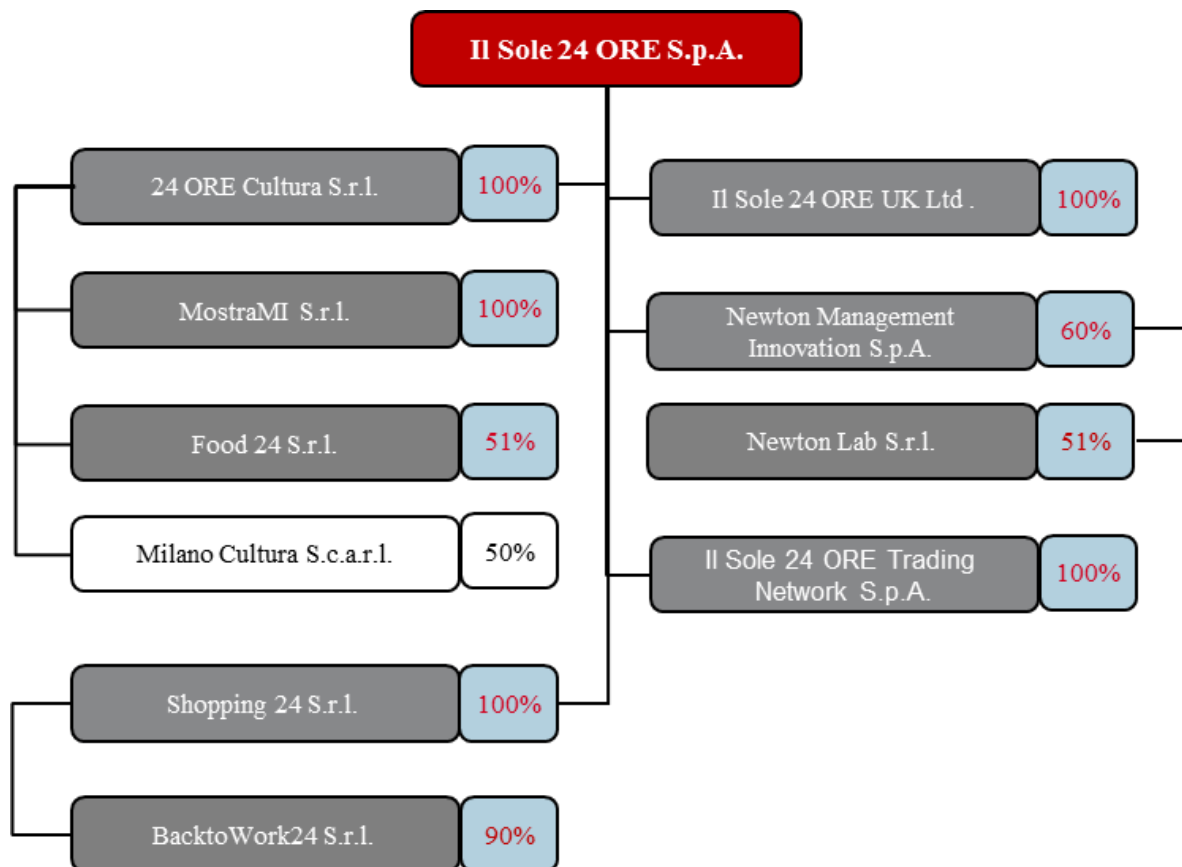 Il Sole 24 ORE S.p.A.
24 ORE Cultura S.r.l. 100%
MostraMI S.r.l. 100%
Food 24 S.r.l. 51%
Milano Cultura S.c.a.r.l. 50%
Shopping 24 S.r.l. 100%
BacktoWork24 S.r.l. 90%
Il Sole 24 ORE UK Ltd . 100%
Newton Management
Innovation S.p.A. 60%
Newton Lab S.r.l. 51%
Il Sole 24 ORE Trading
Network S.p.A. 100%